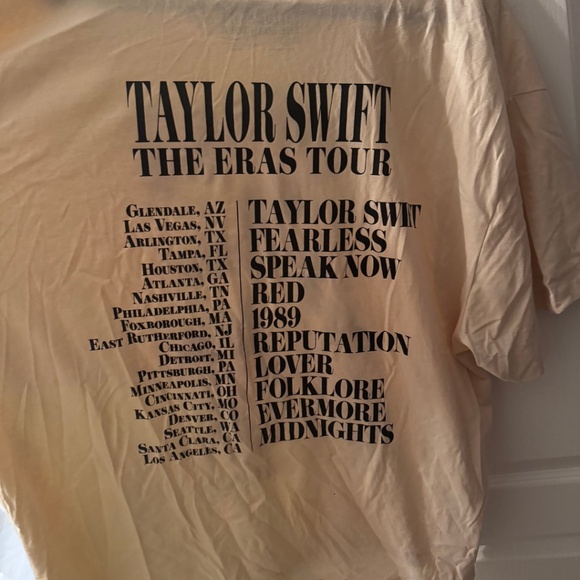 TAYLOR SWIFT
THE ERAS TOUR
GLENDALE, AZ
LAS VEGAS, NV
ARLINGTON, TX
TAMPA, FL
HOUSTON, TX
ATLANTA, GA
NASHVILLE, TN
PHILADELPHIA, PA
FOXBOROUGH, MA
EAST RUTHERFORD, NJ
CHICAGO, IL
DETROIT, MI
PITTSBURGH, PA
MINNEAPOLIS, MN
CINCINNATI, OH
KANSAS CITY, MO
DENVER, CO
SEATTLE, WA
SANTA CLARA, CA
LOS ANGELES, CA
TAYLOR SWIFT
FEARLESS
SPEAK NOW
RED
1989
REPUTATION
LOVER
FOLKLORE
EVERMORE
MIDNIGHTS